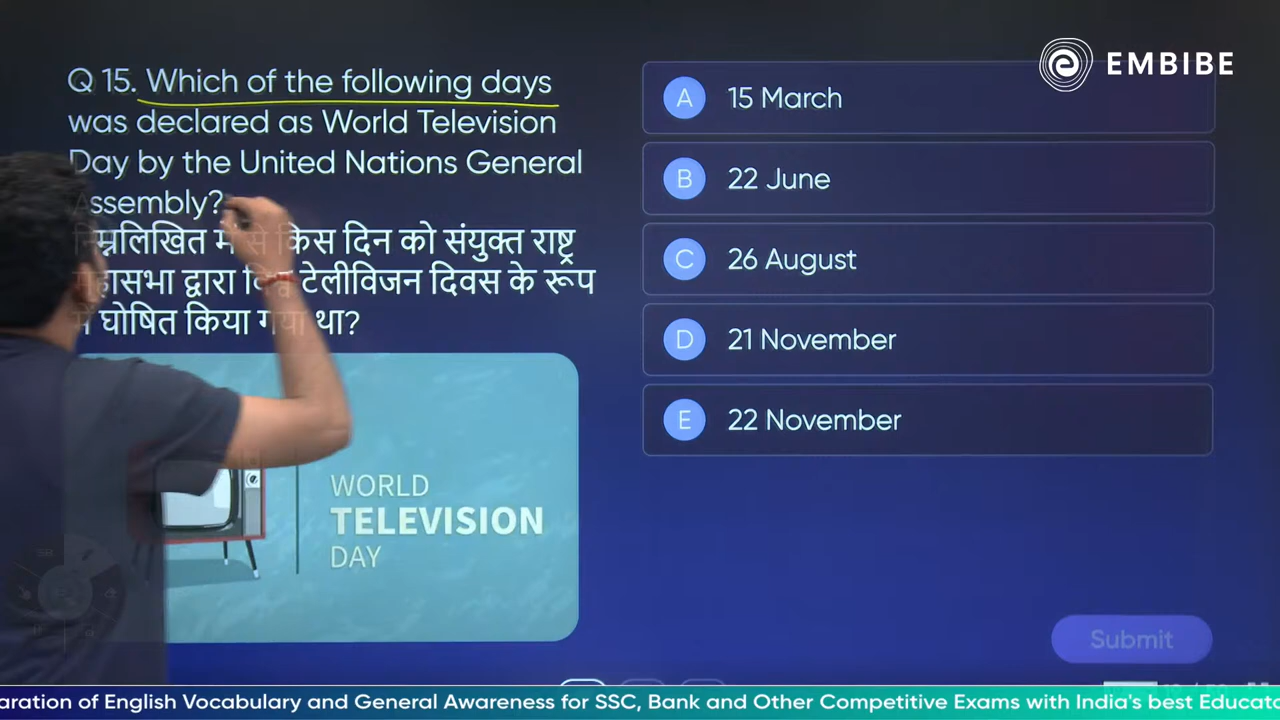 EMBIBE
Q 15. Which of the following days
was declared as World Television
Day by the United Nations General
Assembly?
किस दिन को संयुक्त राष्ट्र
द्वारा टेलीविजन दिवस के रूप
घोषित किया गया था?
A 15 March
B 22 June
C 26 August
D 21 November
E 22 November
WORLD
TELEVISION
DAY
Submit
of English Vocabulary and General Awareness for SSC, Bank and Other Competitive Exams with India's best